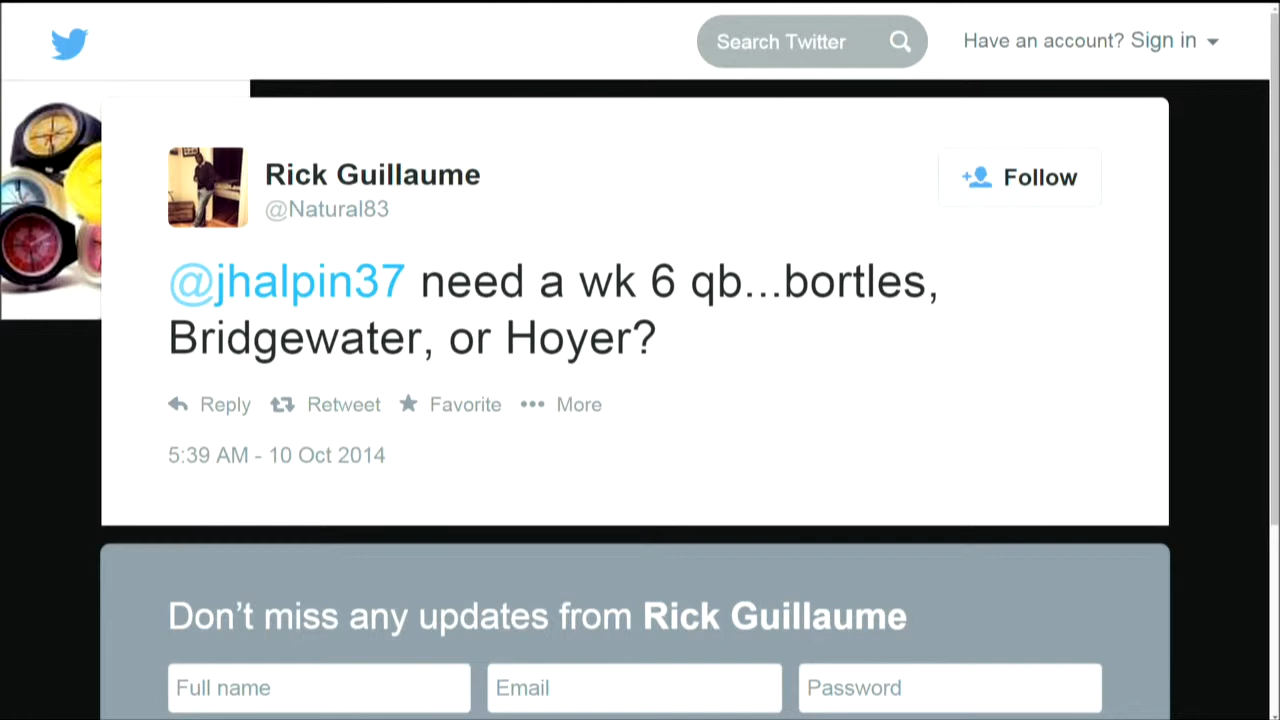 Search Twitter
Have an account? Sign in
Rick Guillaume
@Natural83
Follow
@jhalpin37 need a wk 6 qb...bortles,
Bridgewater, or Hoyer?
Reply Retweet Favorite ••• More
5:39 AM - 10 Oct 2014
Don't miss any updates from Rick Guillaume
Full name Email Password